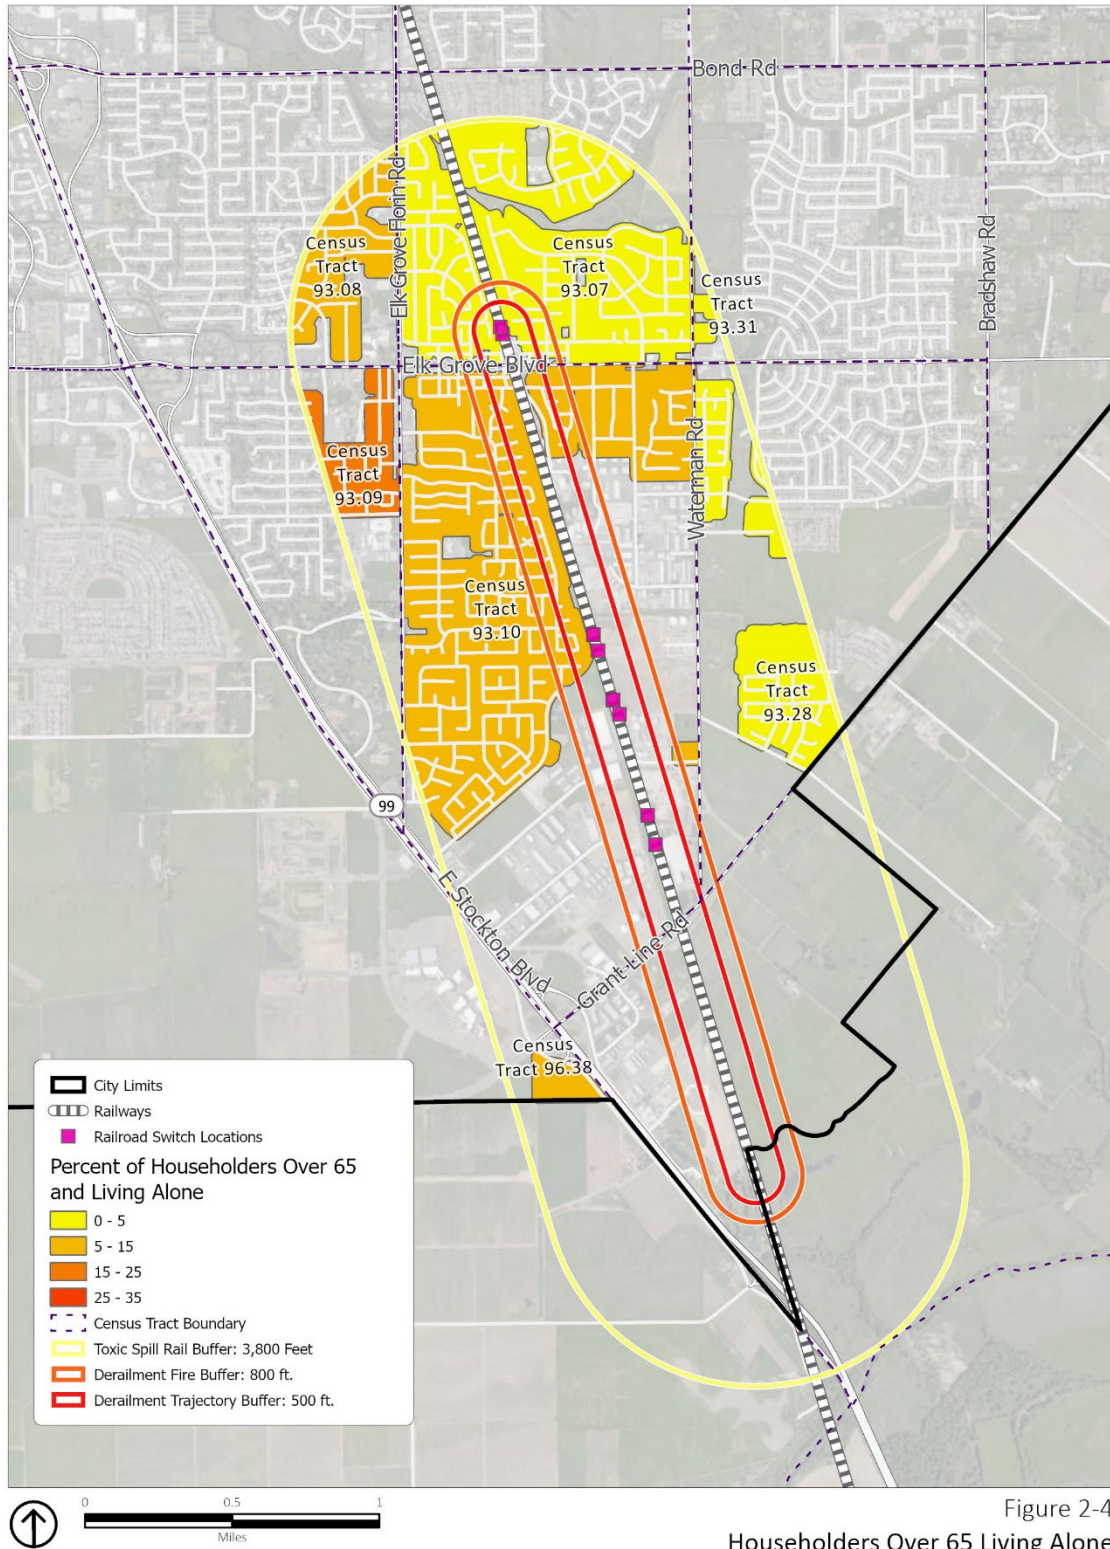 Bond Rd
Elk Grove Florin Rd
Census
Tract
93.08
Census
Tract
93.07
Census
Tract
93.31
Bradshaw Rd
Elk Grove Blvd
Waterman Rd
Census
Tract
93.09
Census
Tract
93.10
Census
Tract
93.28
99
E Stockton Blvd
Grant Line Rd
Census
Tract 96.38
City Limits
Railways
Railroad Switch Locations
Percent of Householders Over 65
and Living Alone
0 - 5
5 - 15
15 - 25
25 - 35
Census Tract Boundary
Toxic Spill Rail Buffer: 3,800 Feet
Derailment Fire Buffer: 800 ft.
Derailment Trajectory Buffer: 500 ft.
0 0.5 1
Miles
Figure 2-4
Householders Over 65 Living Alone